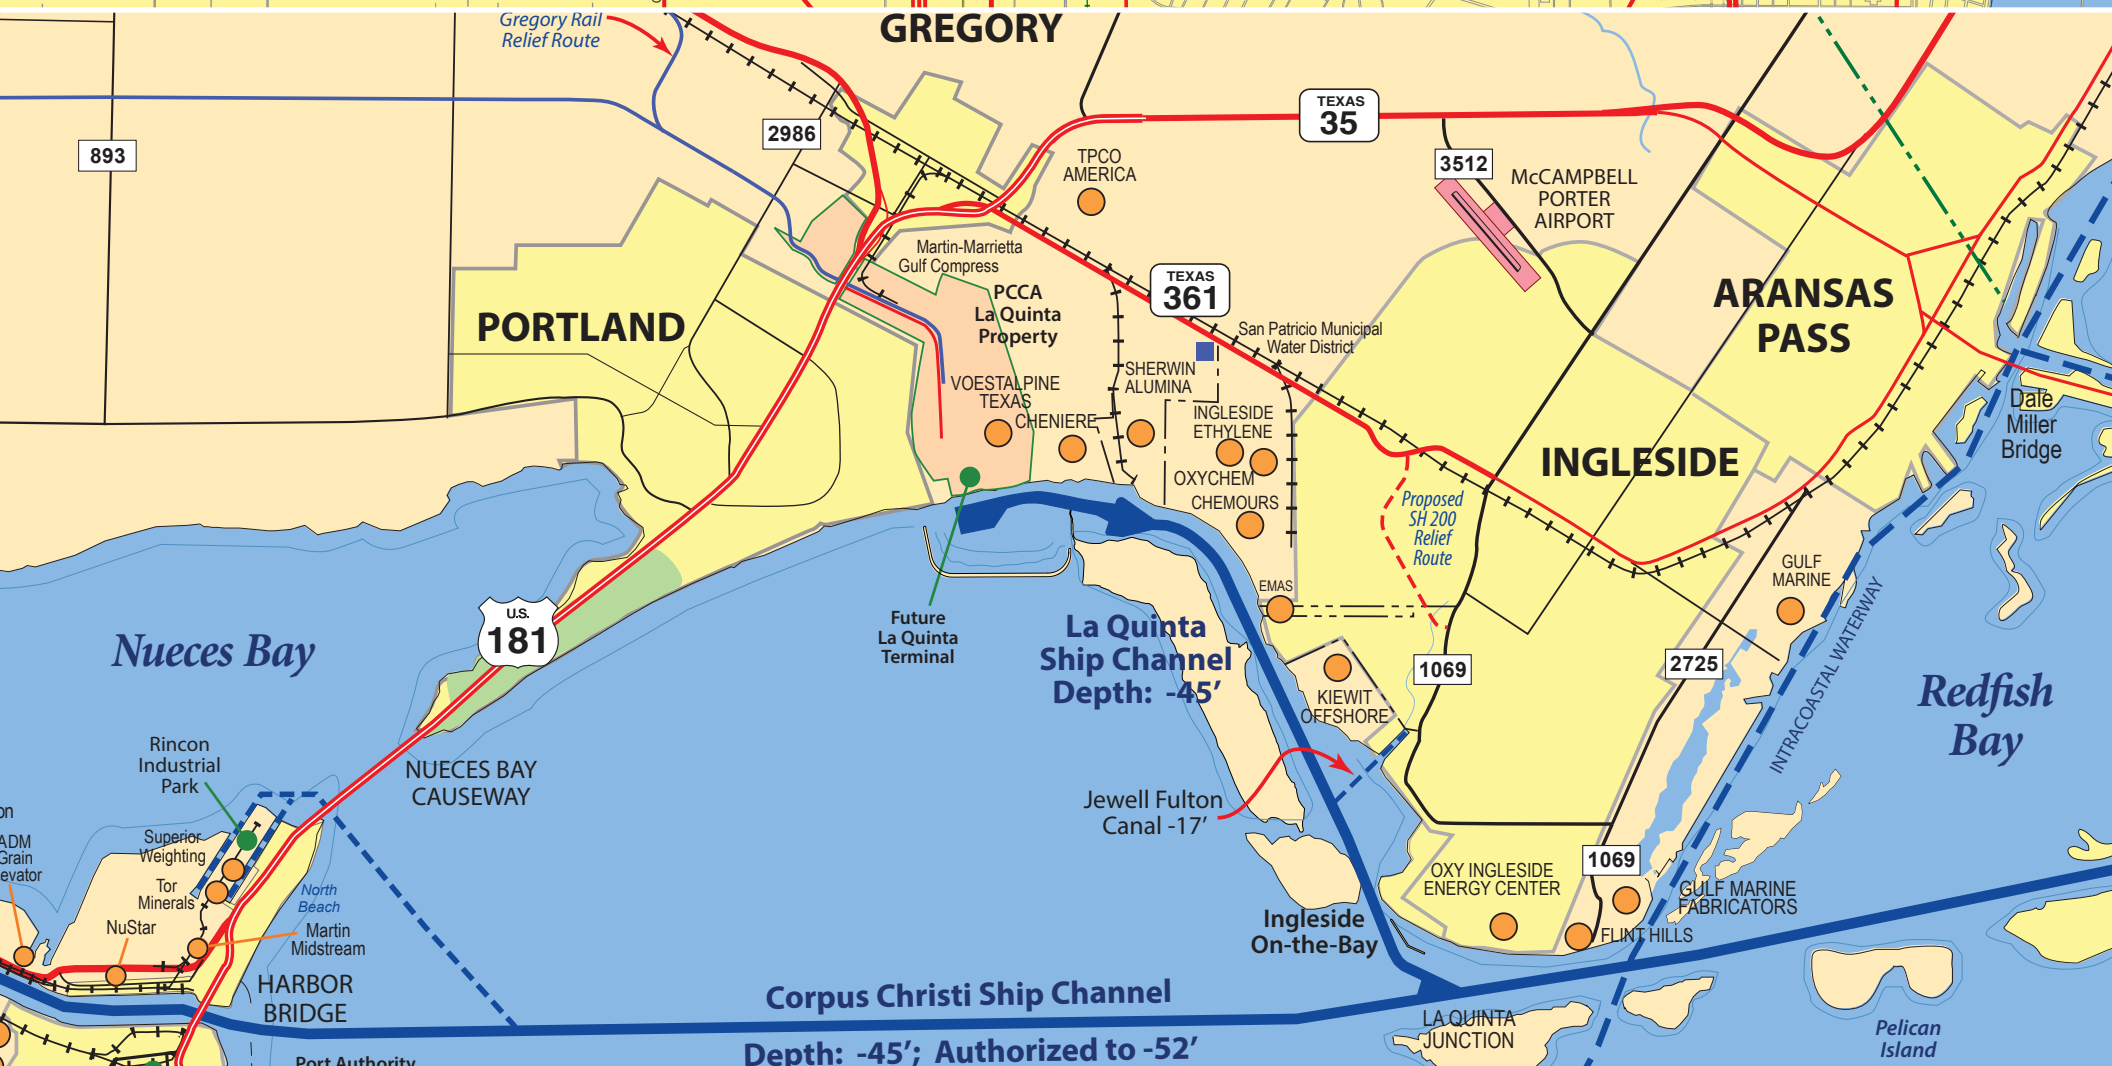 Gregory Rail
Relief Route
GREGORY
893
2986
TPCO
AMERICA
TEXAS
35
3512
McCAMPBELL
PORTER
AIRPORT
Martin-Marrietta
Gulf Compress
PCCA
La Quinta
Property
TEXAS
361
San Patricio Municipal
Water District
PORTLAND
ARANSAS
PASS
SHERWIN
ALUMINA
VOESTALPINE
TEXAS
CHENIERE
INGLESIDE
ETHYLENE
OXYCHEM
CHEMOURS
INGLESIDE
Dale
Miller
Bridge
Proposed
SH 200
Relief
Route
GULF
MARINE
EMAS
U.S.
181
Nueces Bay
Future
La Quinta
Terminal
La Quinta
Ship Channel
Depth: -45’
1069
2725
INTRACOASTAL WATERWAY
Redfish
Bay
KIEWIT
OFFSHORE
Rincon
Industrial
Park
NUECES BAY
CAUSEWAY
Jewell Fulton
Canal -17’
on
ADM
Grain
evator
Superior
Weighting
Tor
Minerals
NuStar
North
Beach
Martin
Midstream
OXY INGLESIDE
ENERGY CENTER
1069
GULF MARINE
FABRICATORS
FLINT HILLS
Ingleside
On-the-Bay
HARBOR
BRIDGE
Corpus Christi Ship Channel
Depth: -45’; Authorized to -52’
LA QUINTA
JUNCTION
Pelican
Island
Port Authority